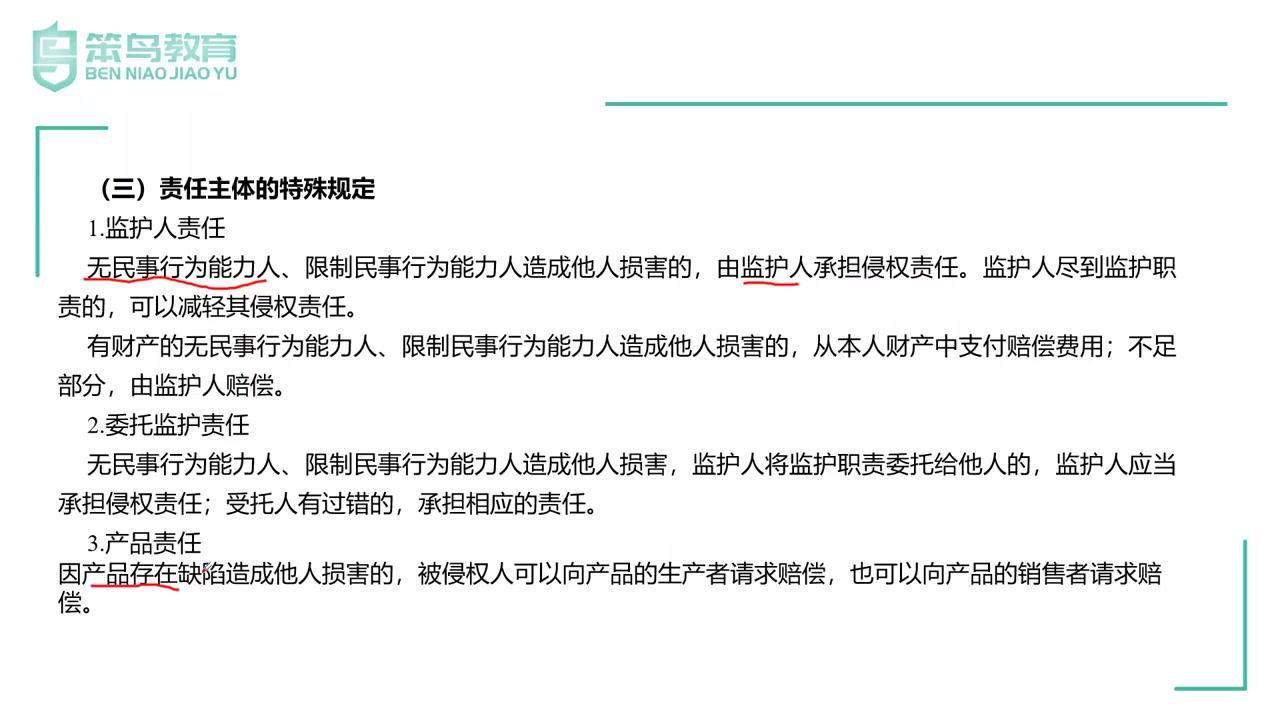 笨鸟教育
BEN NIAO JIAO YU
（三）责任主体的特殊规定
1.监护人责任
无民事行为能力人、限制民事行为能力人造成他人损害的，由监护人承担侵权责任。监护人尽到监护职
责的，可以减轻其侵权责任。
有财产的无民事行为能力人、限制民事行为能力人造成他人损害的，从本人财产中支付赔偿费用；不足
部分，由监护人赔偿。
2.委托监护责任
无民事行为能力人、限制民事行为能力人造成他人损害，监护人将监护职责委托给他人的，监护人应当
承担侵权责任；受托人有过错的，承担相应的责任。
3.产品责任
因产品存在缺陷造成他人损害的，被侵权人可以向产品的生产者请求赔偿，也可以向产品的销售者请求赔
偿。